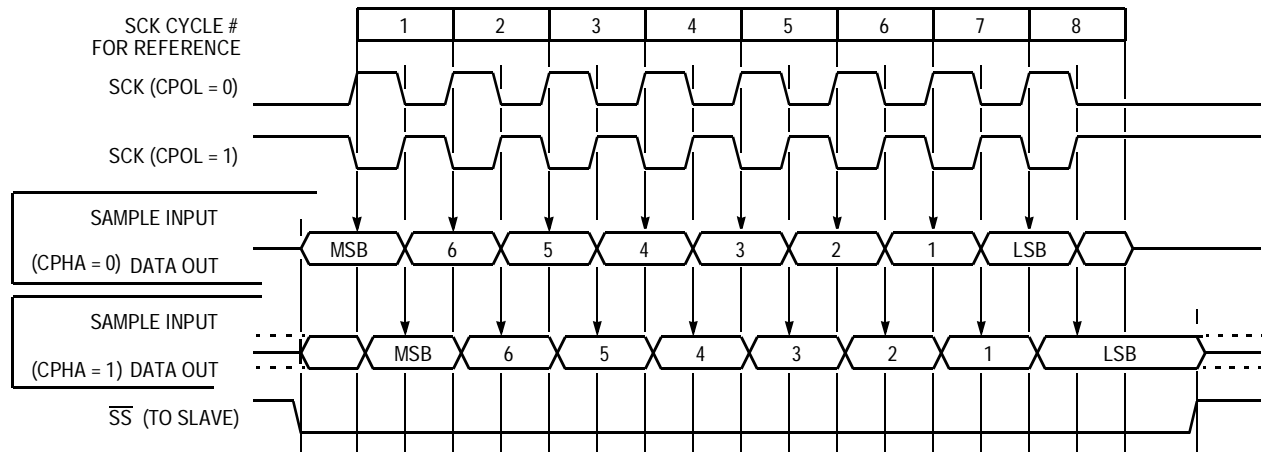 SCK CYCLE #
FOR REFERENCE
1 2 3 4 5 6 7 8
SCK (CPOL = 0)
SCK (CPOL = 1)
SAMPLE INPUT
(CPHA = 0) DATA OUT
MSB 6 5 4 3 2 1 LSB
SAMPLE INPUT
(CPHA = 1) DATA OUT
MSB 6 5 4 3 2 1 LSB
SS (TO SLAVE)